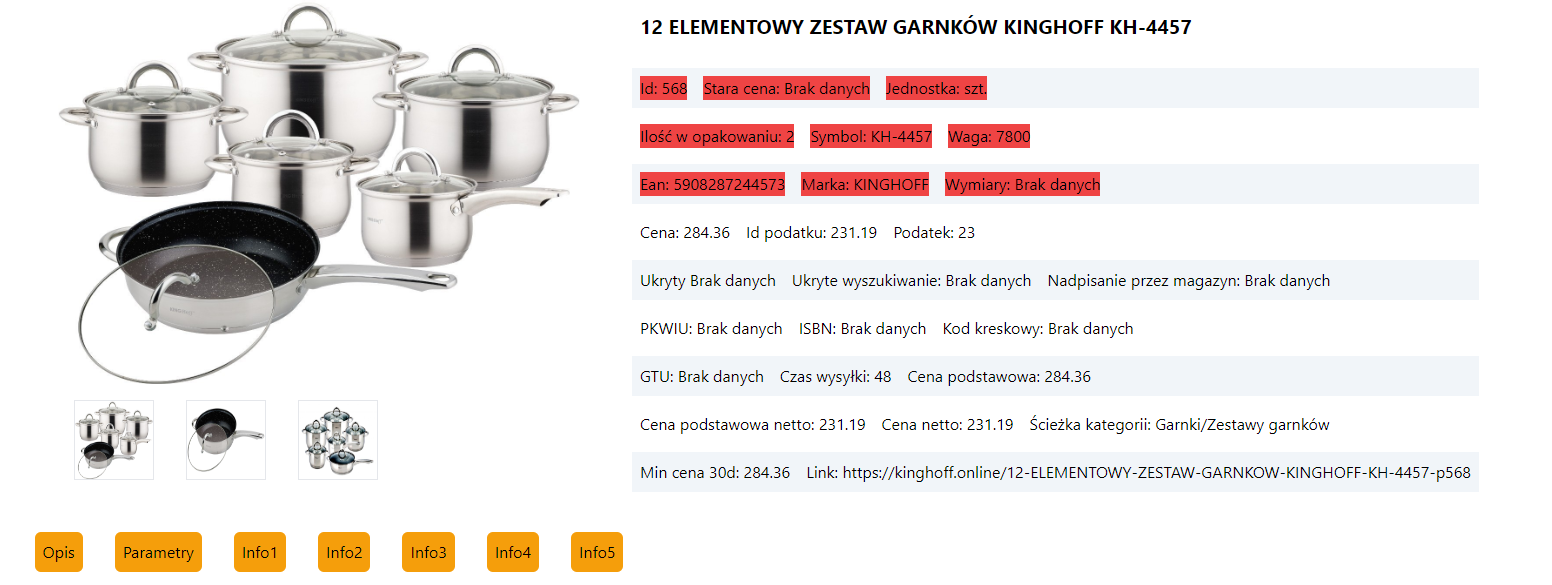 12 ELEMENTOWY ZESTAW GARNKÓW KINGHOFF KH-4457
Id: 568 Stara cena: Brak danych Jednostka: szt.
Ilość w opakowaniu: 2 Symbol: KH-4457 Waga: 7800
Ean: 5908287244573 Marka: KINGHOFF Wymiary: Brak danych
Cena: 284.36 Id podatku: 231.19 Podatek: 23
Ukryty Brak danych Ukryte wyszukiwanie: Brak danych Nadpisanie przez magazyn: Brak danych
PKWIU: Brak danych ISBN: Brak danych Kod kreskowy: Brak danych
GTU: Brak danych Czas wysyłki: 48 Cena podstawowa: 284.36
Cena podstawowa netto: 231.19 Cena netto: 231.19 Ścieżka kategorii: Garnki/Zestawy garnków
Min cena 30d: 284.36 Link: https://kinghoff.online/12-ELEMENTOWY-ZESTAW-GARNKOW-KINGHOFF-KH-4457-p568
Opis Parametry Info1 Info2 Info3 Info4 Info5